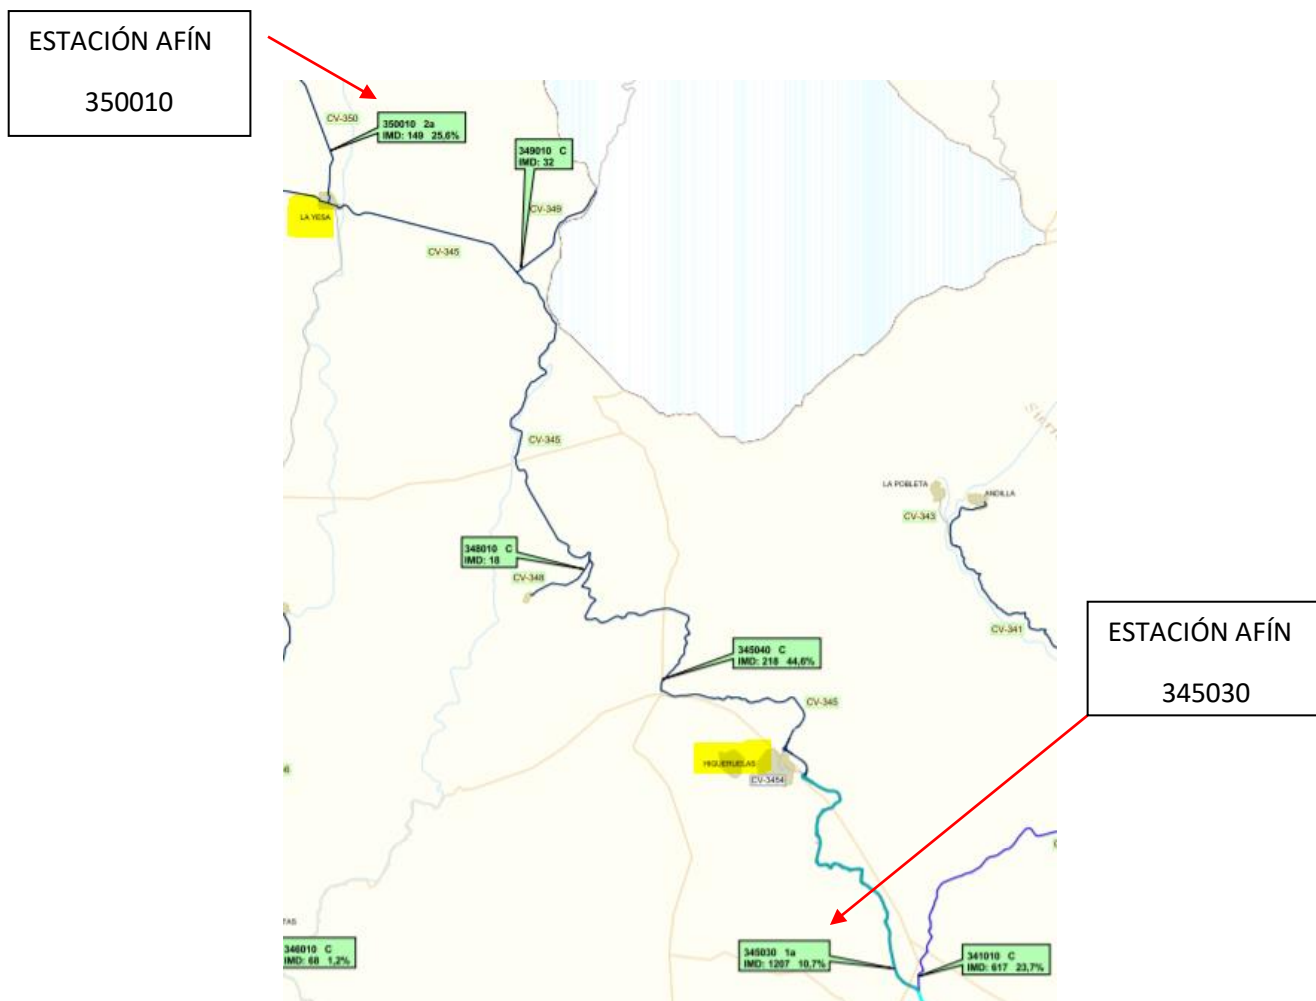 ESTACIÓN AFÍN
350010
CV-350
350010 2a
IMD: 149 25,6%
349010 C
IMD: 32
CV-349
LA YESA
CV-345
CV-345
LA POBLETA
ANDILLA
CV-343
348010 C
IMD: 18
CV-348
CV-341
ESTACIÓN AFÍN
345030
345040 C
IMD: 218 44,6%
CV-345
HIGUERUELAS
CV-3454
346010 C
IMD: 68 1,2%
345030 1a
IMD: 1207 10,7%
341010 C
IMD: 617 23,7%